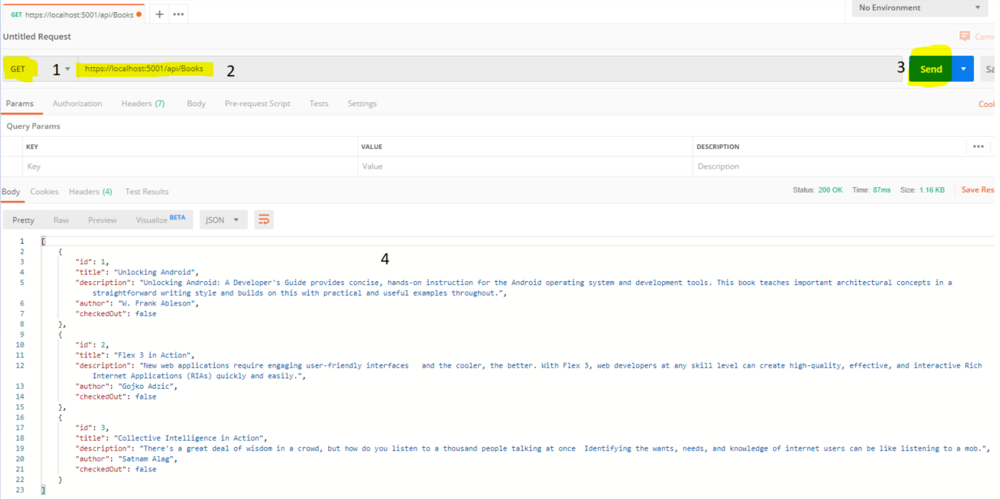 GET https://localhost:5001/api/Books + •••
No Environment
Untitled Request
GET 1 https://localhost:5001/api/Books 2 3 Send
Params Authorization Headers (7) Body Pre-request Script Tests Settings
Query Params
KEY VALUE DESCRIPTION •••
Key Value Description
Body Cookies Headers (4) Test Results Status: 200 OK Time: 87ms Size: 1.16 KB Save Res
Pretty Raw Preview Visualize BETA JSON
1 [
4
2 {
3 "id": 1,
4 "title": "Unlocking Android",
5 "description": "Unlocking Android: A Developer's Guide provides concise, hands-on instruction for the Android operating system and development tools. This book teaches important architectural concepts in a
straightforward writing style and builds on this with practical and useful examples throughout.",
6 "author": "W. Frank Ableson",
7 "checkedOut": false
8 },
9 {
10 "id": 2,
11 "title": "Flex 3 in Action",
12 "description": "New web applications require engaging user-friendly interfaces   and the cooler, the better. With Flex 3, web developers at any skill level can create high-quality, effective, and interactive Rich
Internet Applications (RIAs) quickly and easily.",
13 "author": "Gojko Adzic",
14 "checkedOut": false
15 },
16 {
17 "id": 3,
18 "title": "Collective Intelligence in Action",
19 "description": "There's a great deal of wisdom in a crowd, but how do you listen to a thousand people talking at once  Identifying the wants, needs, and knowledge of internet users can be like listening to a mob.",
20 "author": "Satnam Alag",
21 "checkedOut": false
22 }
23 ]